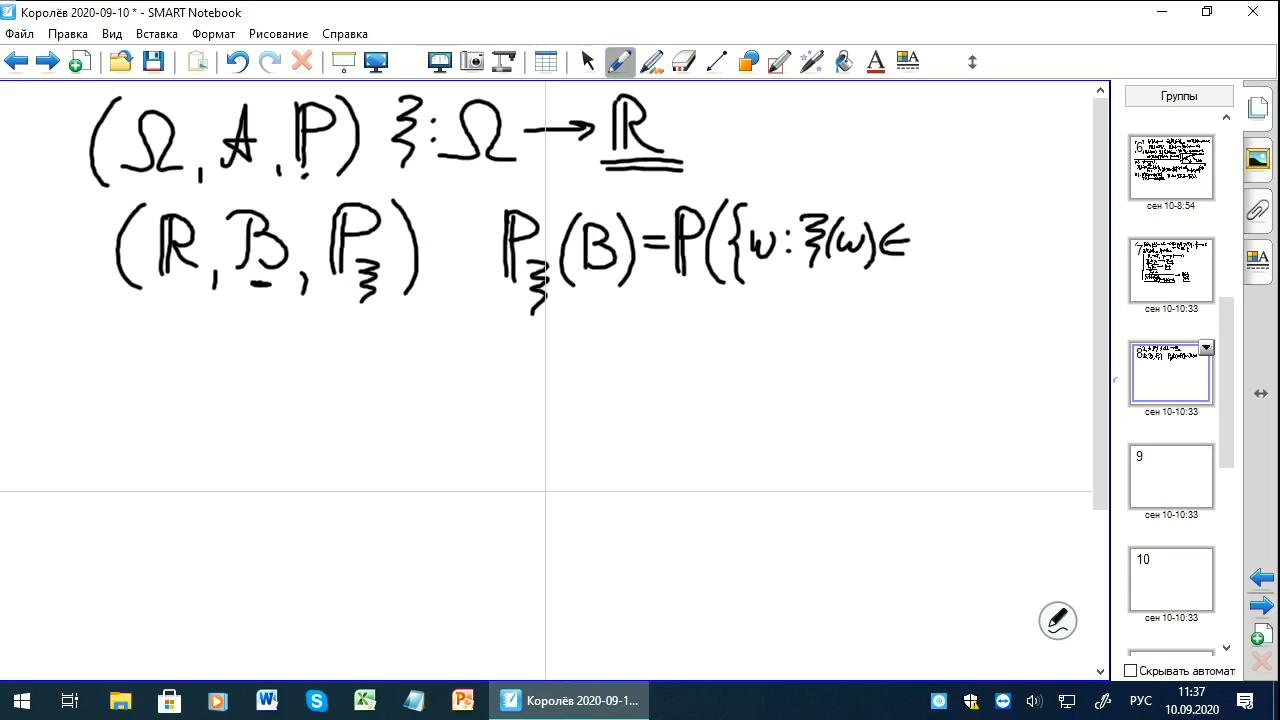 Королёв 2020-09-10 * - SMART Notebook
Файл Правка Вид Вставка Формат Рисование Справка
(Ω, A, ℙ) ξ: Ω → ℝ
(ℝ, B, ℙ_ξ) ℙ_ξ(B) = ℙ({ω: ξ(ω) ∈
Группы
6
сен 10-8:54
сен 10-10:33
8
сен 10-10:33
9
сен 10-10:33
10
сен 10-10:33
Скрывать автомат
Королёв 2020-09-1...
РУС
11:37
10.09.2020